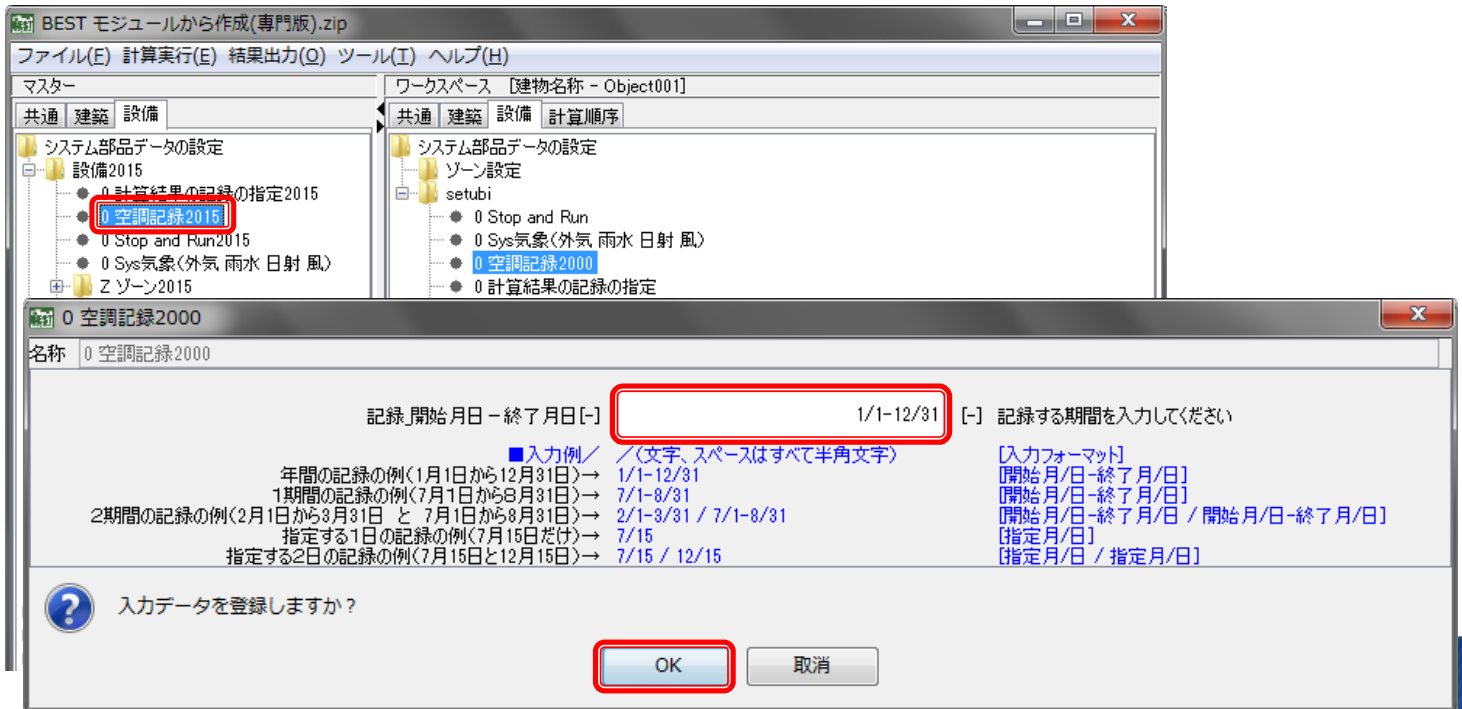 BEST モジュールから作成(専門版).zip
ファイル(F) 計算実行(E) 結果出力(O) ツール(T) ヘルプ(H)
マスター
共通 建築 設備
システム部品データの設定
設備2015
0 計算結果の記録の指定2015
0 空調記録2015
0 Stop and Run2015
0 Sys気象(外気 雨水 日射 風)
Z ゾーン2015
ワークスペース [建物名称 - Object001]
共通 建築 設備 計算順序
システム部品データの設定
ゾーン設定
setubi
0 Stop and Run
0 Sys気象(外気 雨水 日射 風)
0 空調記録2000
0 計算結果の記録の指定
0 空調記録2000
名称 0 空調記録2000
記録_開始月日-終了月日[-] 1/1-12/31 [-] 記録する期間を入力してください
■入力例/ /(文字、スペースはすべて半角文字) [入力フォーマット]
年間の記録の例(1月1日から12月31日)→ 1/1-12/31 [開始月/日-終了月/日]
1期間の記録の例(7月1日から8月31日)→ 7/1-8/31 [開始月/日-終了月/日]
2期間の記録の例(2月1日から3月31日 と 7月1日から8月31日)→ 2/1-3/31 / 7/1-8/31 [開始月/日-終了月/日 / 開始月/日-終了月/日]
指定する1日の記録の例(7月15日だけ)→ 7/15 [指定月/日]
指定する2日の記録の例(7月15日と12月15日)→ 7/15 / 12/15 [指定月/日 / 指定月/日]
入力データを登録しますか?
OK 取消